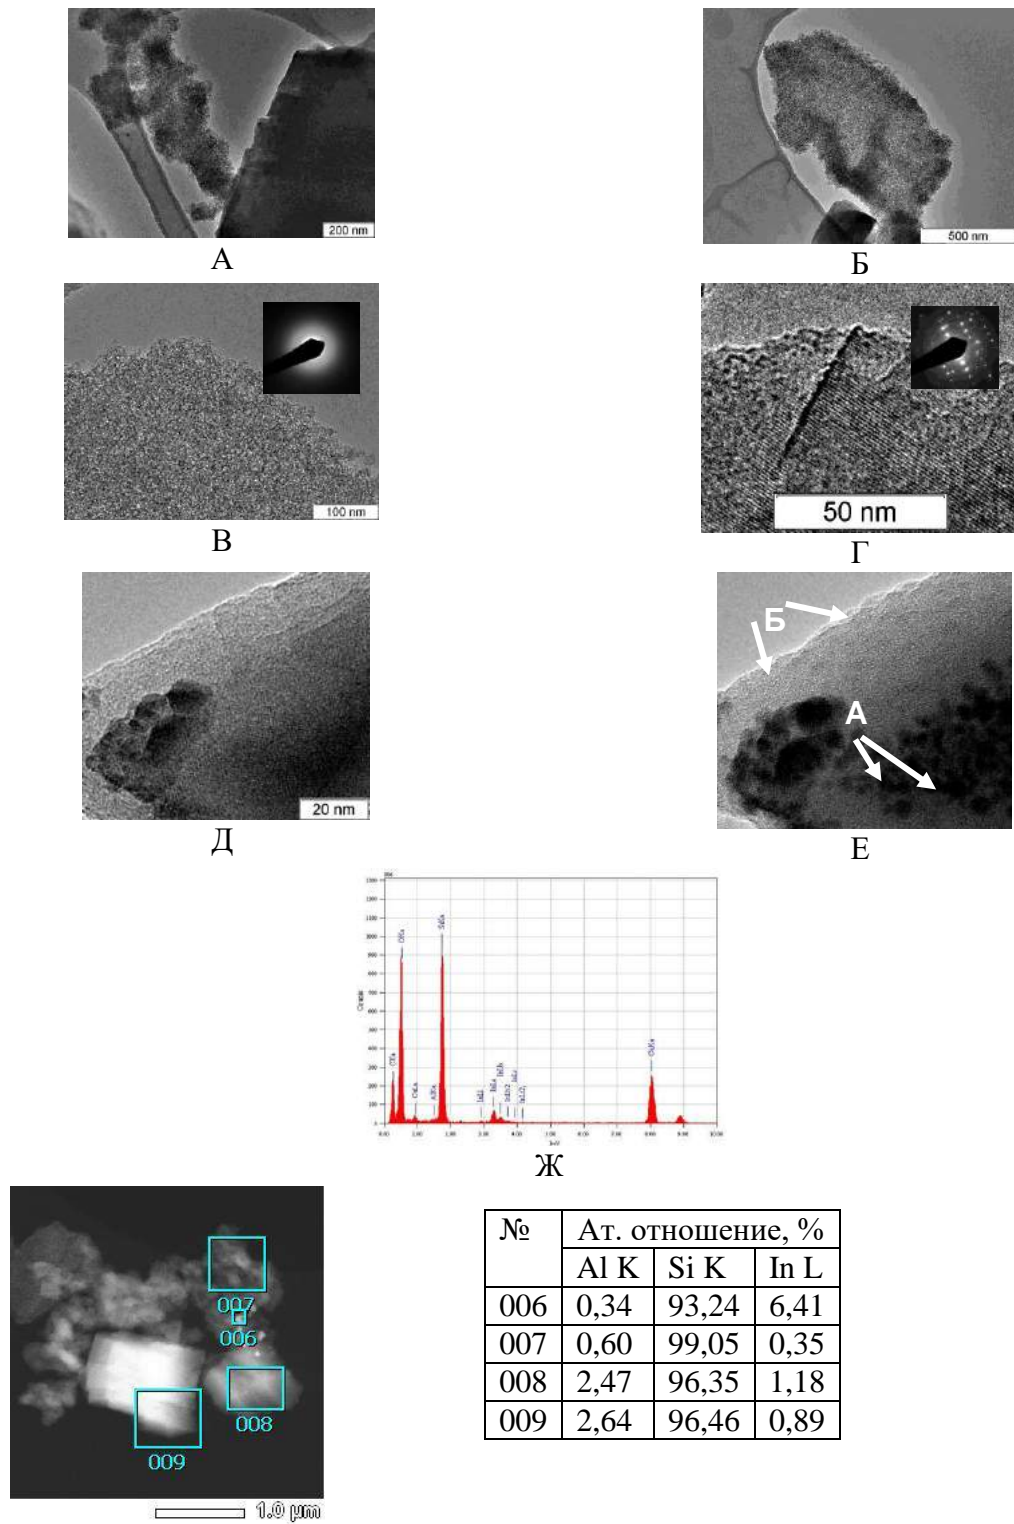 200 nm
500 nm
А
Б
100 nm
50 nm
В
Г
20 nm
Б
А
Д
Е
Ж
007
006
008
009
1.0 µm
№ Ат. отношение, %
Al K Si K In L
006 0,34 93,24 6,41
007 0,60 99,05 0,35
008 2,47 96,35 1,18
009 2,64 96,46 0,89